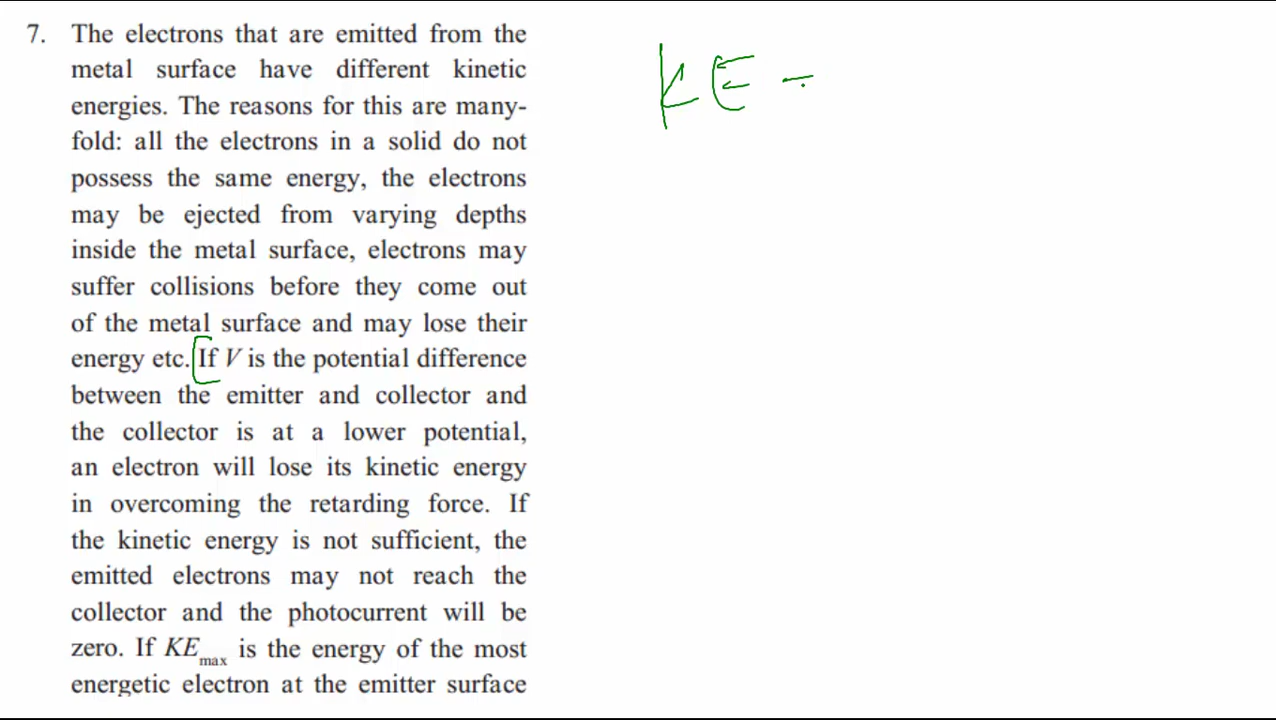 7. The electrons that are emitted from the
metal surface have different kinetic
energies. The reasons for this are many-
fold: all the electrons in a solid do not
possess the same energy, the electrons
may be ejected from varying depths
inside the metal surface, electrons may
suffer collisions before they come out
of the metal surface and may lose their
energy etc. If V is the potential difference
between the emitter and collector and
the collector is at a lower potential,
an electron will lose its kinetic energy
in overcoming the retarding force. If
the kinetic energy is not sufficient, the
emitted electrons may not reach the
collector and the photocurrent will be
zero. If KEmax is the energy of the most
energetic electron at the emitter surface
KE -